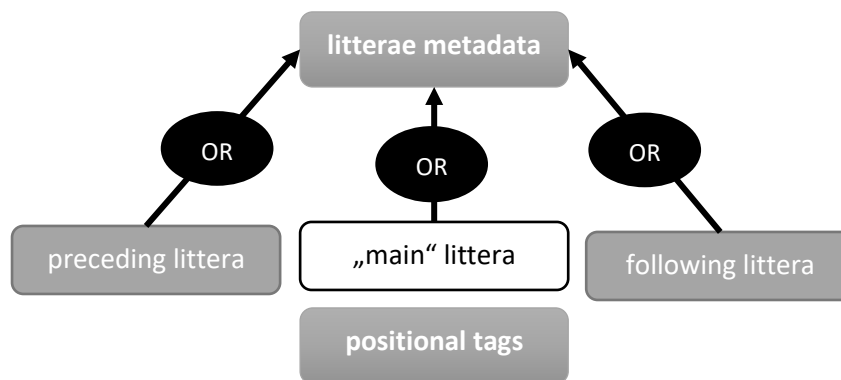 litterae metadata
OR
OR
OR
preceding littera
„main“ littera
following littera
positional tags